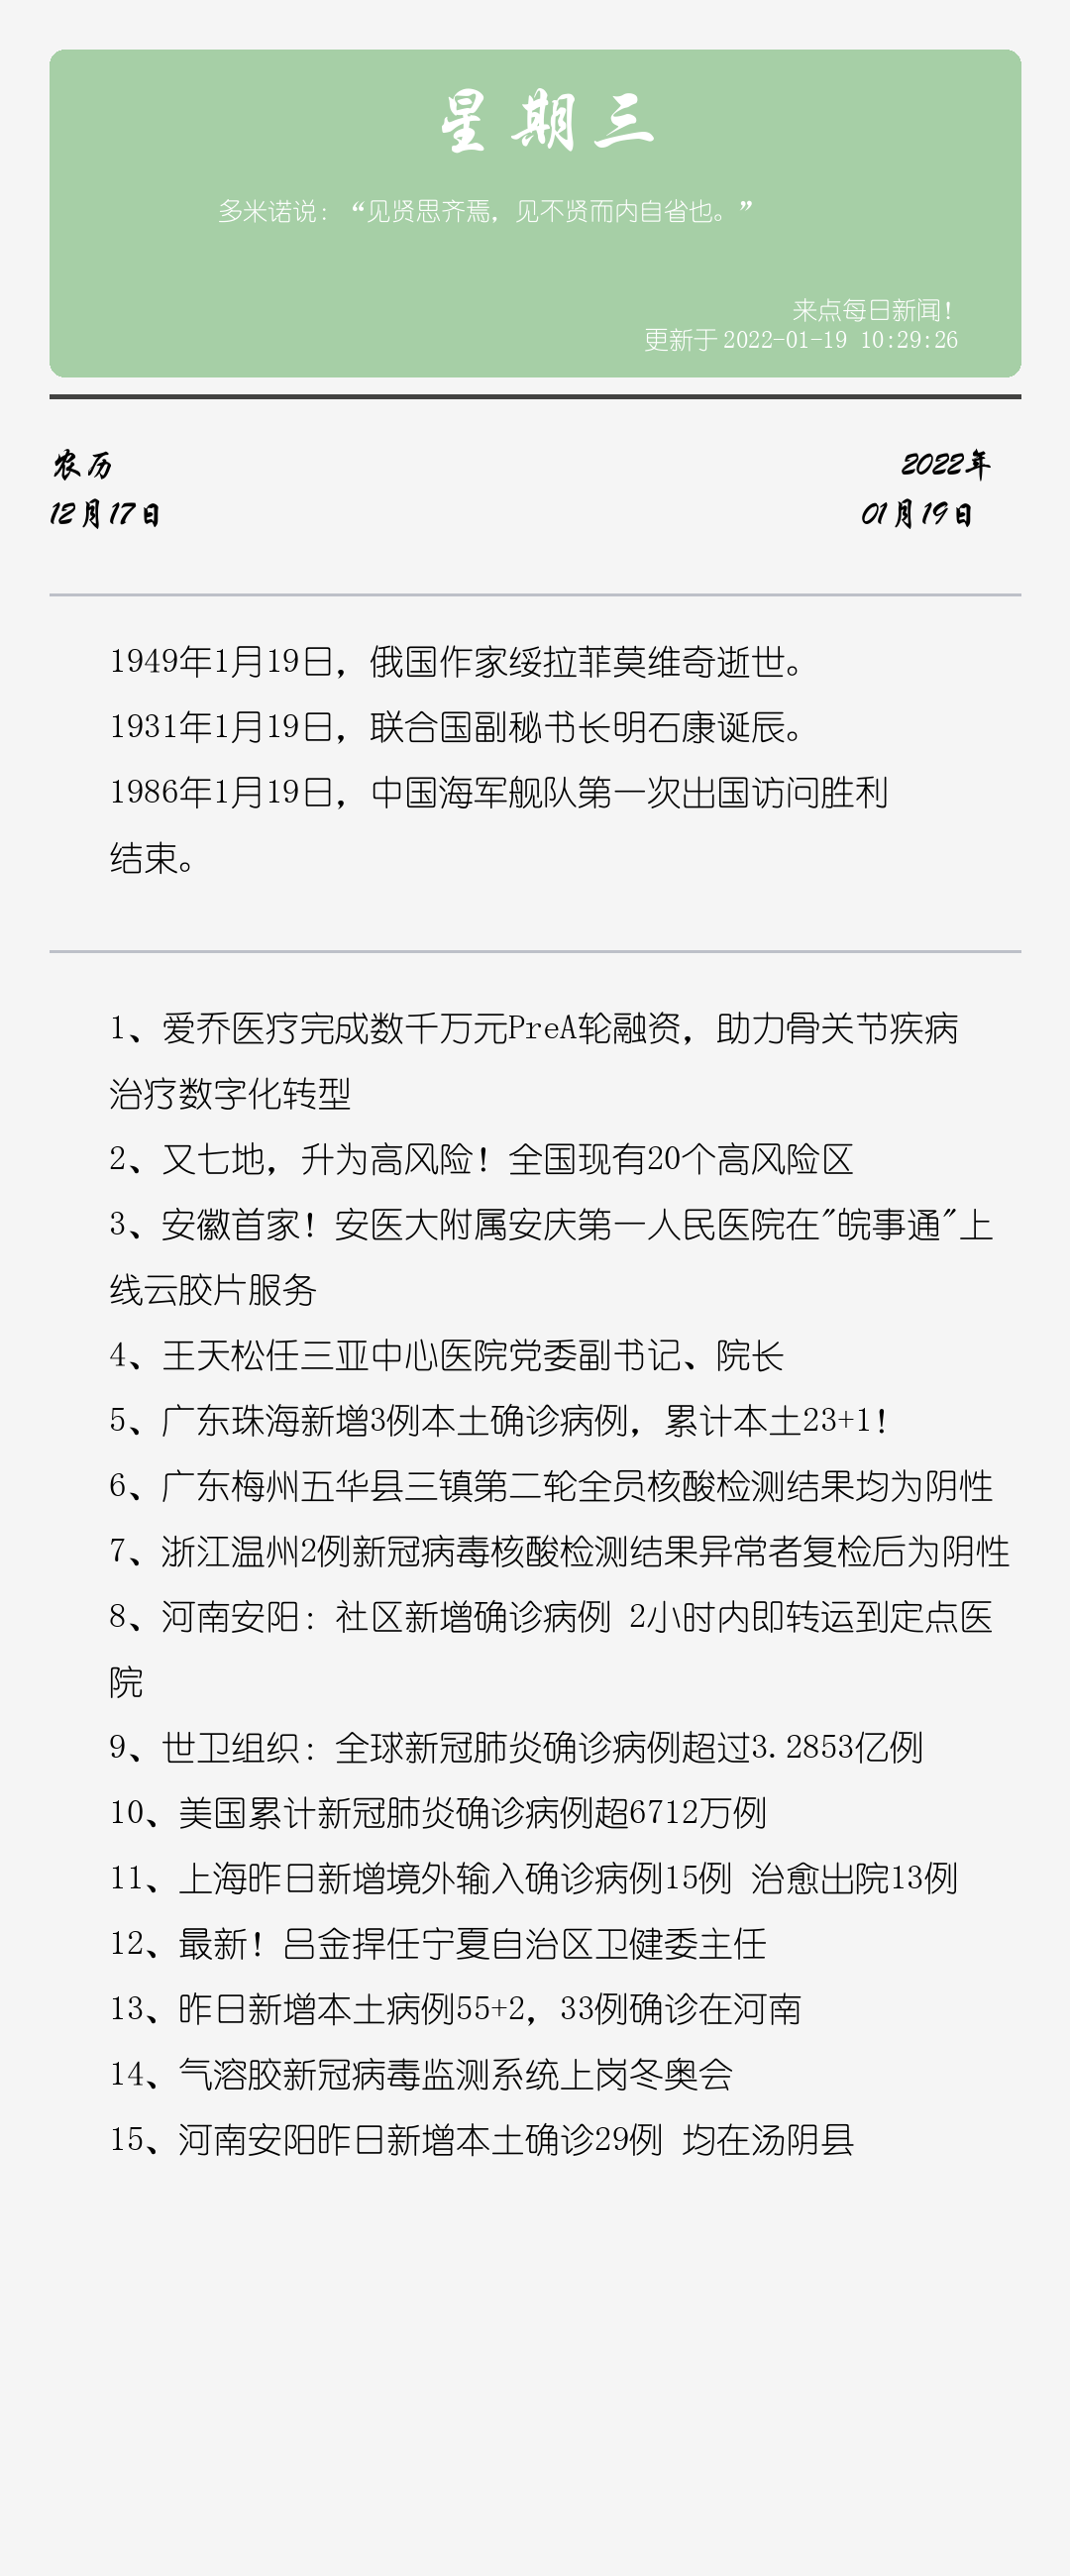 星期三
多米诺说：“见贤思齐焉，见不贤而内自省也。”
来点每日新闻！
更新于 2022-01-19 10:29:26
农历
2022年
12月17日
01月19日
1949年1月19日，俄国作家绥拉菲莫维奇逝世。
1931年1月19日，联合国副秘书长明石康诞辰。
1986年1月19日，中国海军舰队第一次出国访问胜利
结束。
1、爱乔医疗完成数千万元PreA轮融资，助力骨关节疾病
治疗数字化转型
2、又七地，升为高风险！全国现有20个高风险区
3、安徽首家！安医大附属安庆第一人民医院在"皖事通"上
线云胶片服务
4、王天松任三亚中心医院党委副书记、院长
5、广东珠海新增3例本土确诊病例，累计本土23+1！
6、广东梅州五华县三镇第二轮全员核酸检测结果均为阴性
7、浙江温州2例新冠病毒核酸检测结果异常者复检后为阴性
8、河南安阳：社区新增确诊病例 2小时内即转运到定点医
院
9、世卫组织：全球新冠肺炎确诊病例超过3.2853亿例
10、美国累计新冠肺炎确诊病例超6712万例
11、上海昨日新增境外输入确诊病例15例 治愈出院13例
12、最新！吕金捍任宁夏自治区卫健委主任
13、昨日新增本土病例55+2，33例确诊在河南
14、气溶胶新冠病毒监测系统上岗冬奥会
15、河南安阳昨日新增本土确诊29例 均在汤阴县